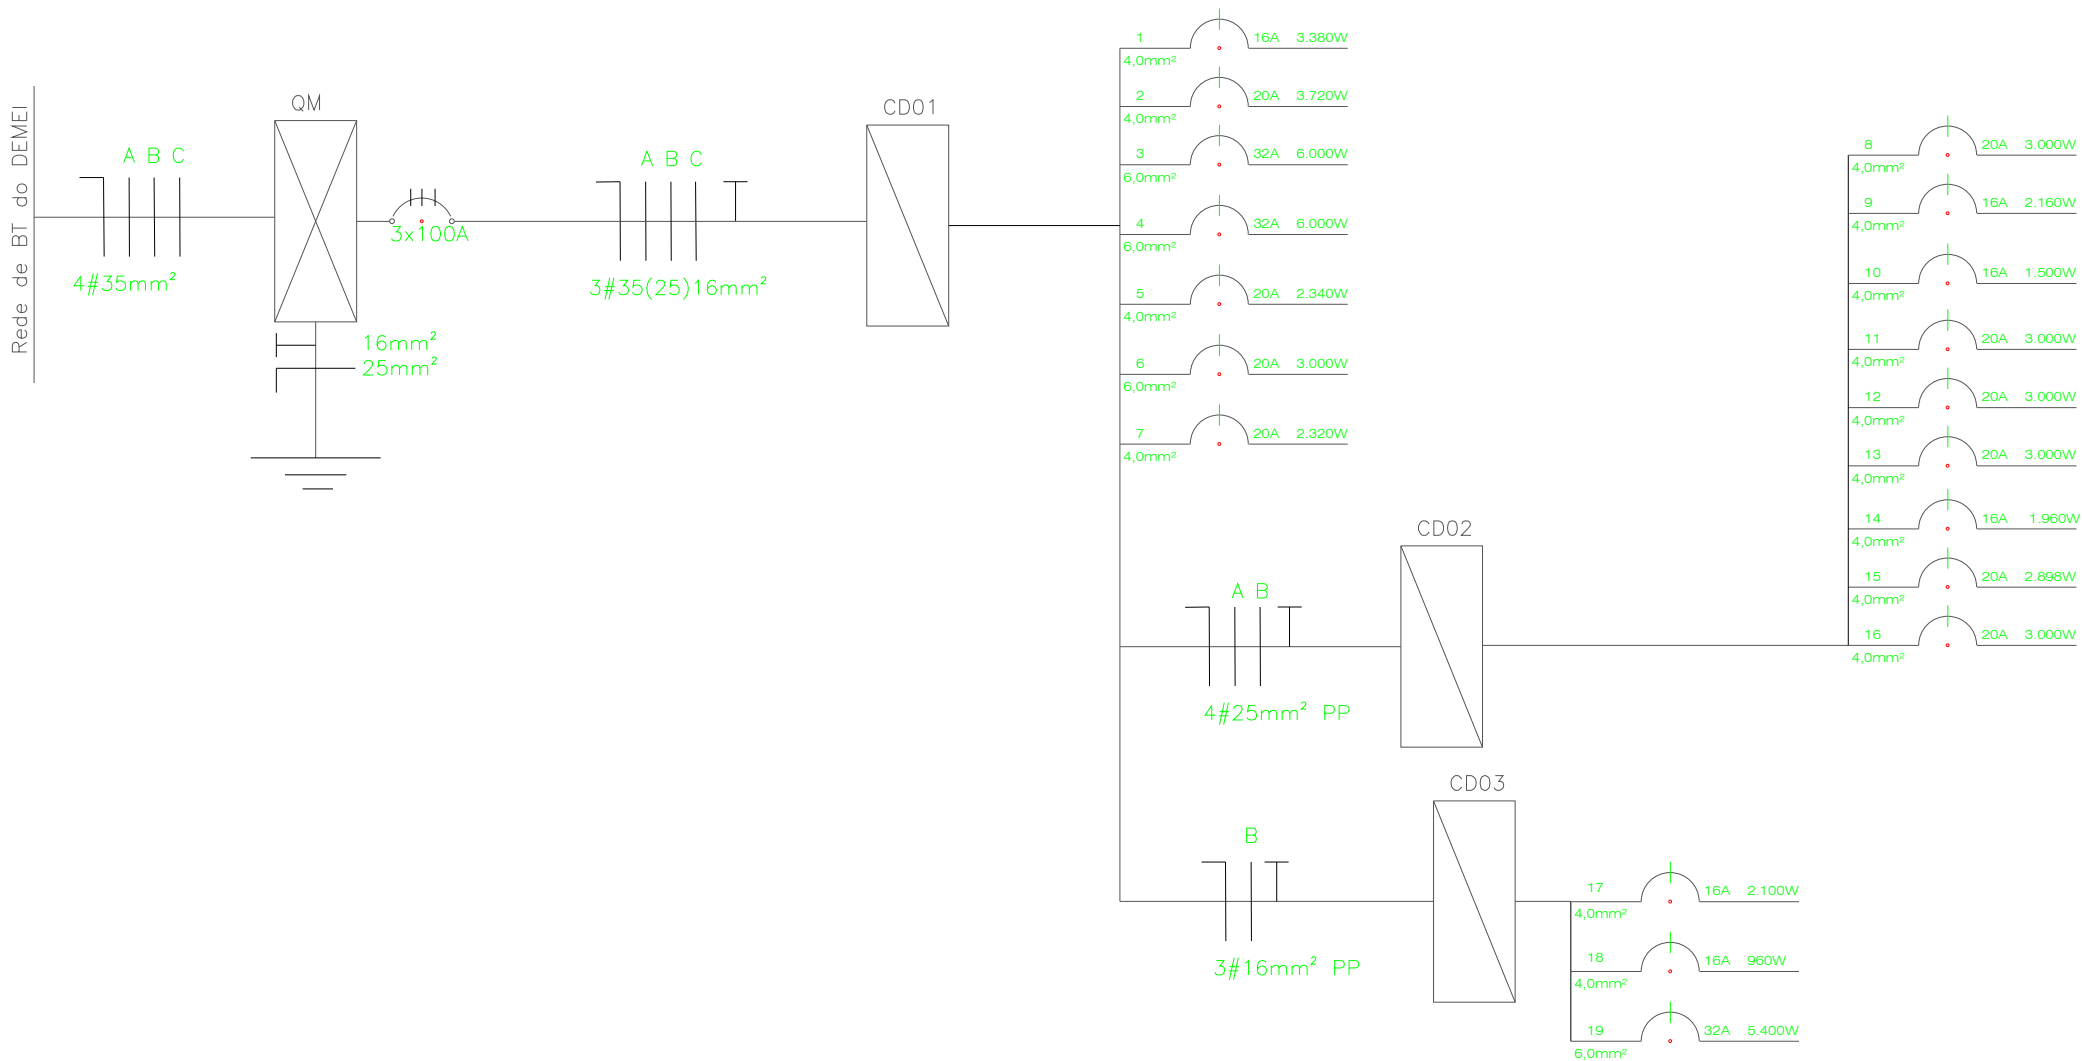 Rede de BT do DEMEI
A B C
4#35mm²
QM
3x100A
16mm²
25mm²
A B C
3#35(25)16mm²
CD01
1 16A 3.380W
4,0mm²
2 20A 3.720W
4,0mm²
3 32A 6.000W
6,0mm²
4 32A 6.000W
6,0mm²
5 20A 2.340W
4,0mm²
6 20A 3.000W
6,0mm²
7 20A 2.320W
4,0mm²
A B
4#25mm² PP
CD02
8 20A 3.000W
4,0mm²
9 16A 2.160W
4,0mm²
10 16A 1.500W
4,0mm²
11 20A 3.000W
4,0mm²
12 20A 3.000W
4,0mm²
13 20A 3.000W
4,0mm²
14 16A 1.960W
4,0mm²
15 20A 2.898W
4,0mm²
16 20A 3.000W
4,0mm²
B
3#16mm² PP
CD03
17 16A 2.100W
4,0mm²
18 16A 960W
4,0mm²
19 32A 5.400W
6,0mm²